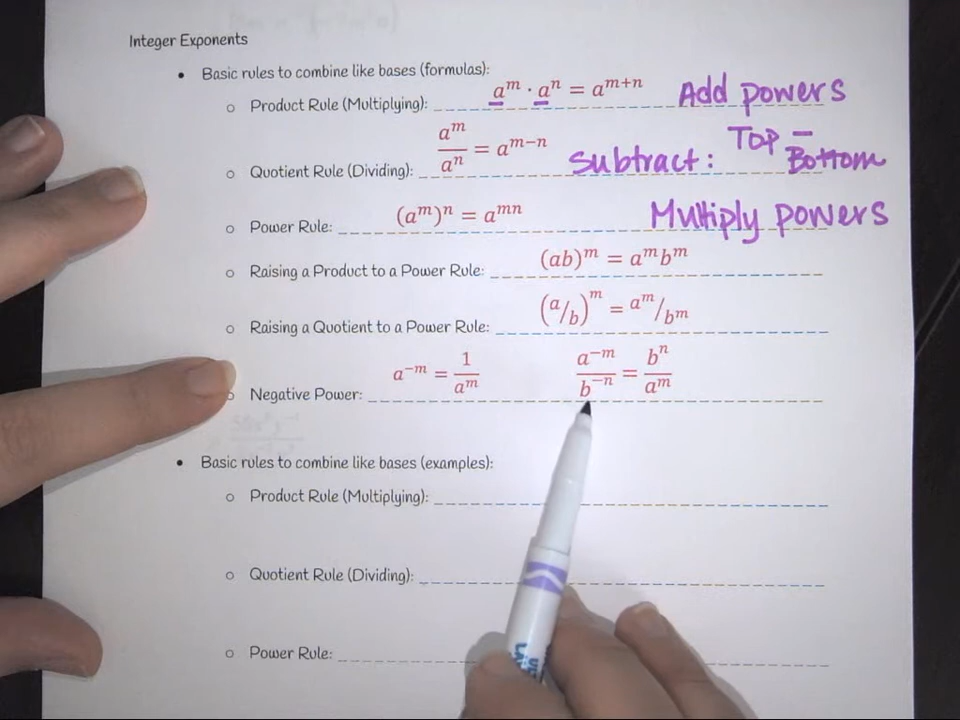 Integer Exponents
• Basic rules to combine like bases (formulas):
○ Product Rule (Multiplying): a^m · a^n = a^{m+n} Add powers
○ Quotient Rule (Dividing): a^m/a^n = a^{m−n} Subtract: Top − Bottom
○ Power Rule: (a^m)^n = a^{mn} Multiply powers
○ Raising a Product to a Power Rule: (ab)^m = a^m b^m
○ Raising a Quotient to a Power Rule: (a/b)^m = a^m/b^m
○ Negative Power: a^{−m} = 1/a^m a^{−m}/b^{−n} = b^n/a^m
• Basic rules to combine like bases (examples):
○ Product Rule (Multiplying):
○ Quotient Rule (Dividing):
○ Power Rule: